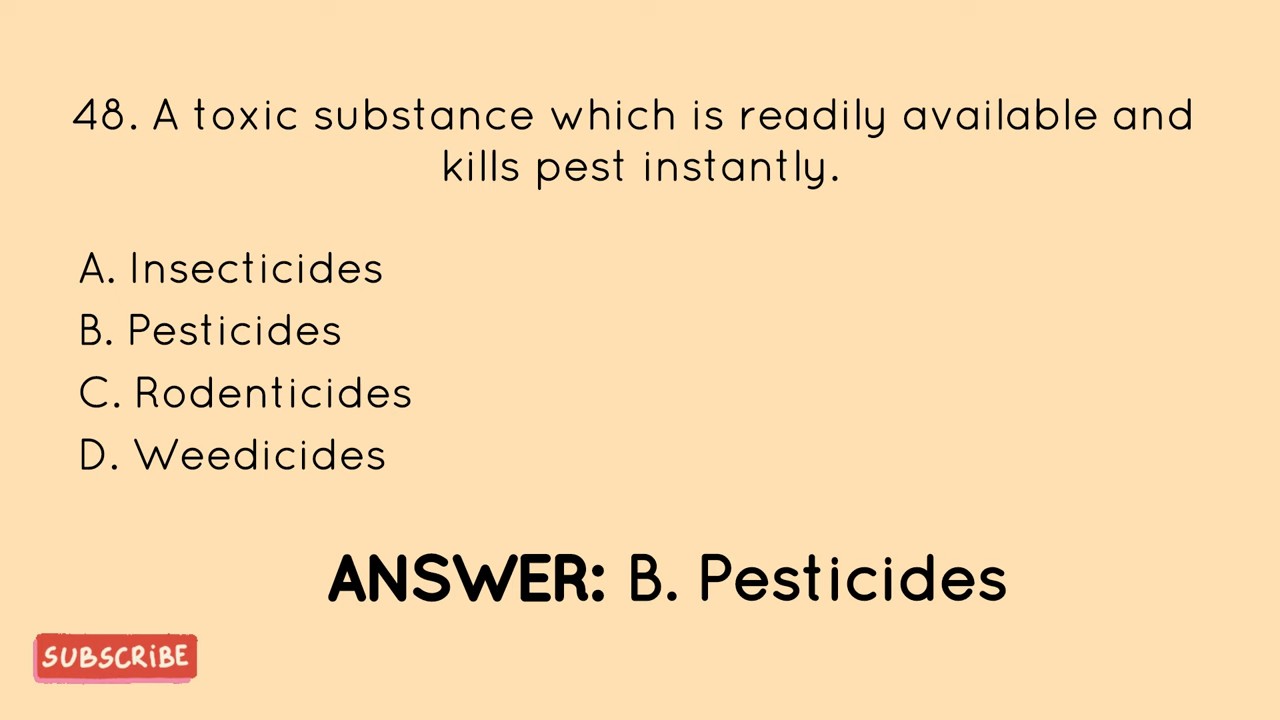 48. A toxic substance which is readily available and
kills pest instantly.
A. Insecticides
B. Pesticides
C. Rodenticides
D. Weedicides
ANSWER: B. Pesticides
SUBSCRiBE